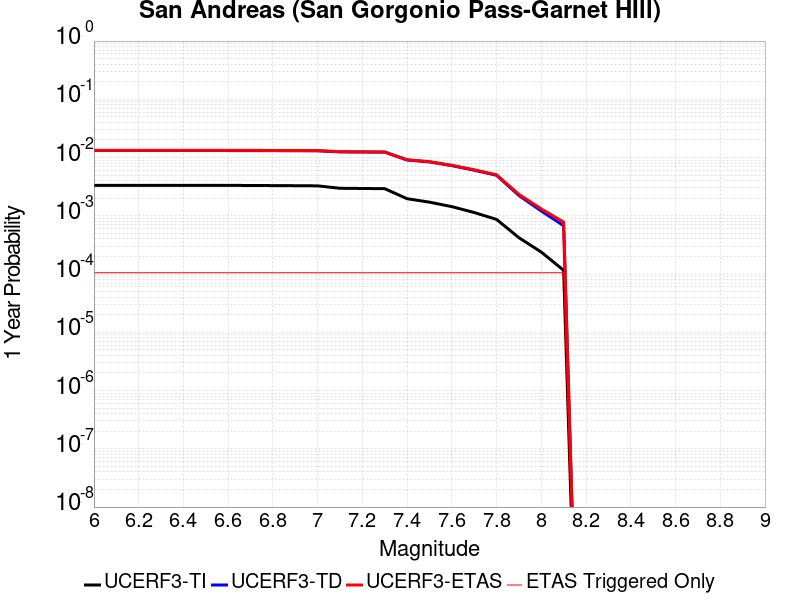 San Andreas (San Gorgonio Pass-Garnet HIll)
10^0
10^-1
10^-2
10^-3
10^-4
10^-5
10^-6
10^-7
10^-8
1 Year Probability
6 6.2 6.4 6.6 6.8 7 7.2 7.4 7.6 7.8 8 8.2 8.4 8.6 8.8 9
Magnitude
UCERF3-TI UCERF3-TD UCERF3-ETAS ETAS Triggered Only